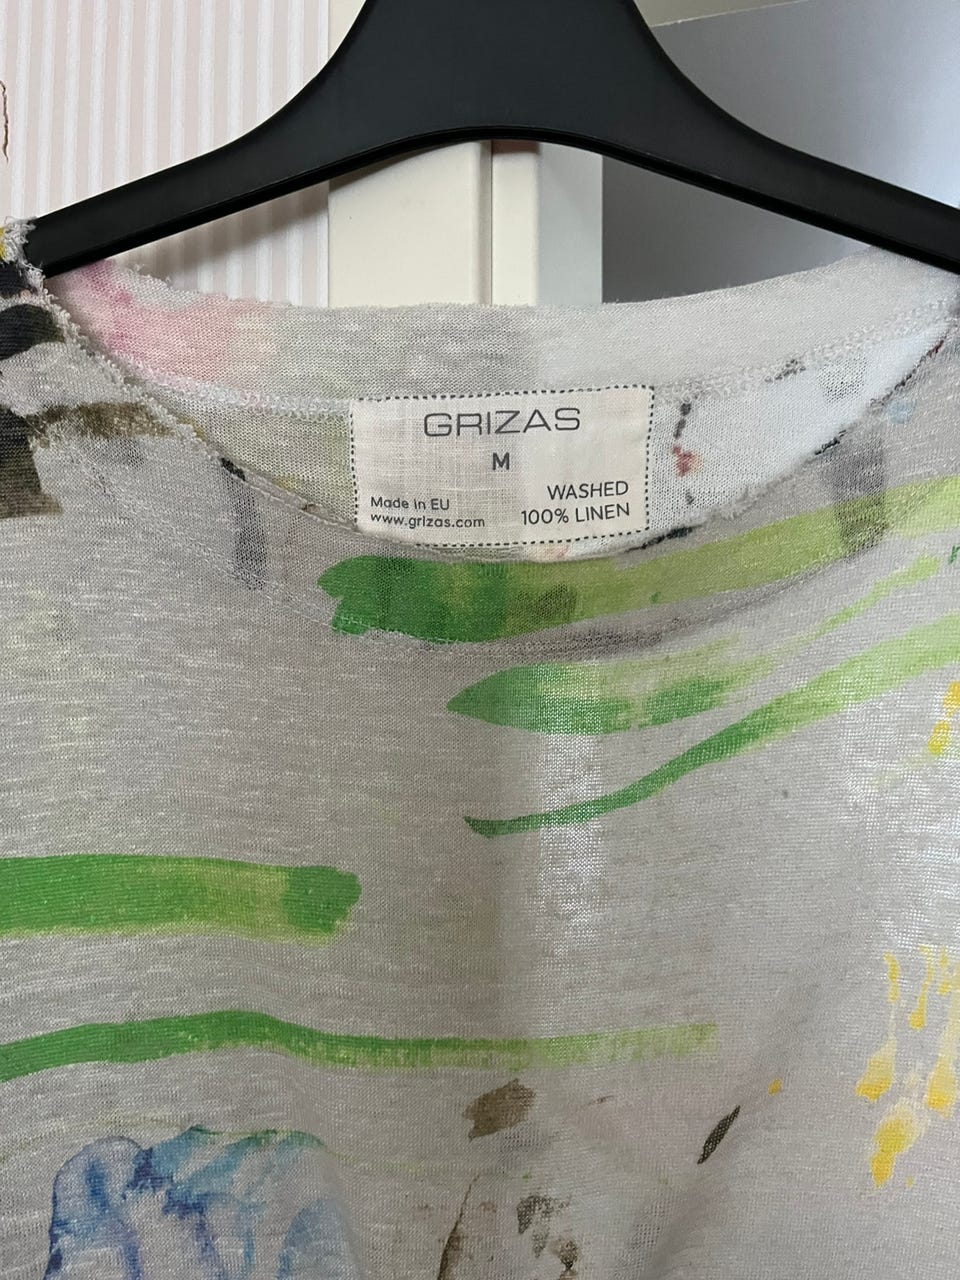 GRIZAS
M
Made in EU
www.grizas.com
WASHED
100% LINEN